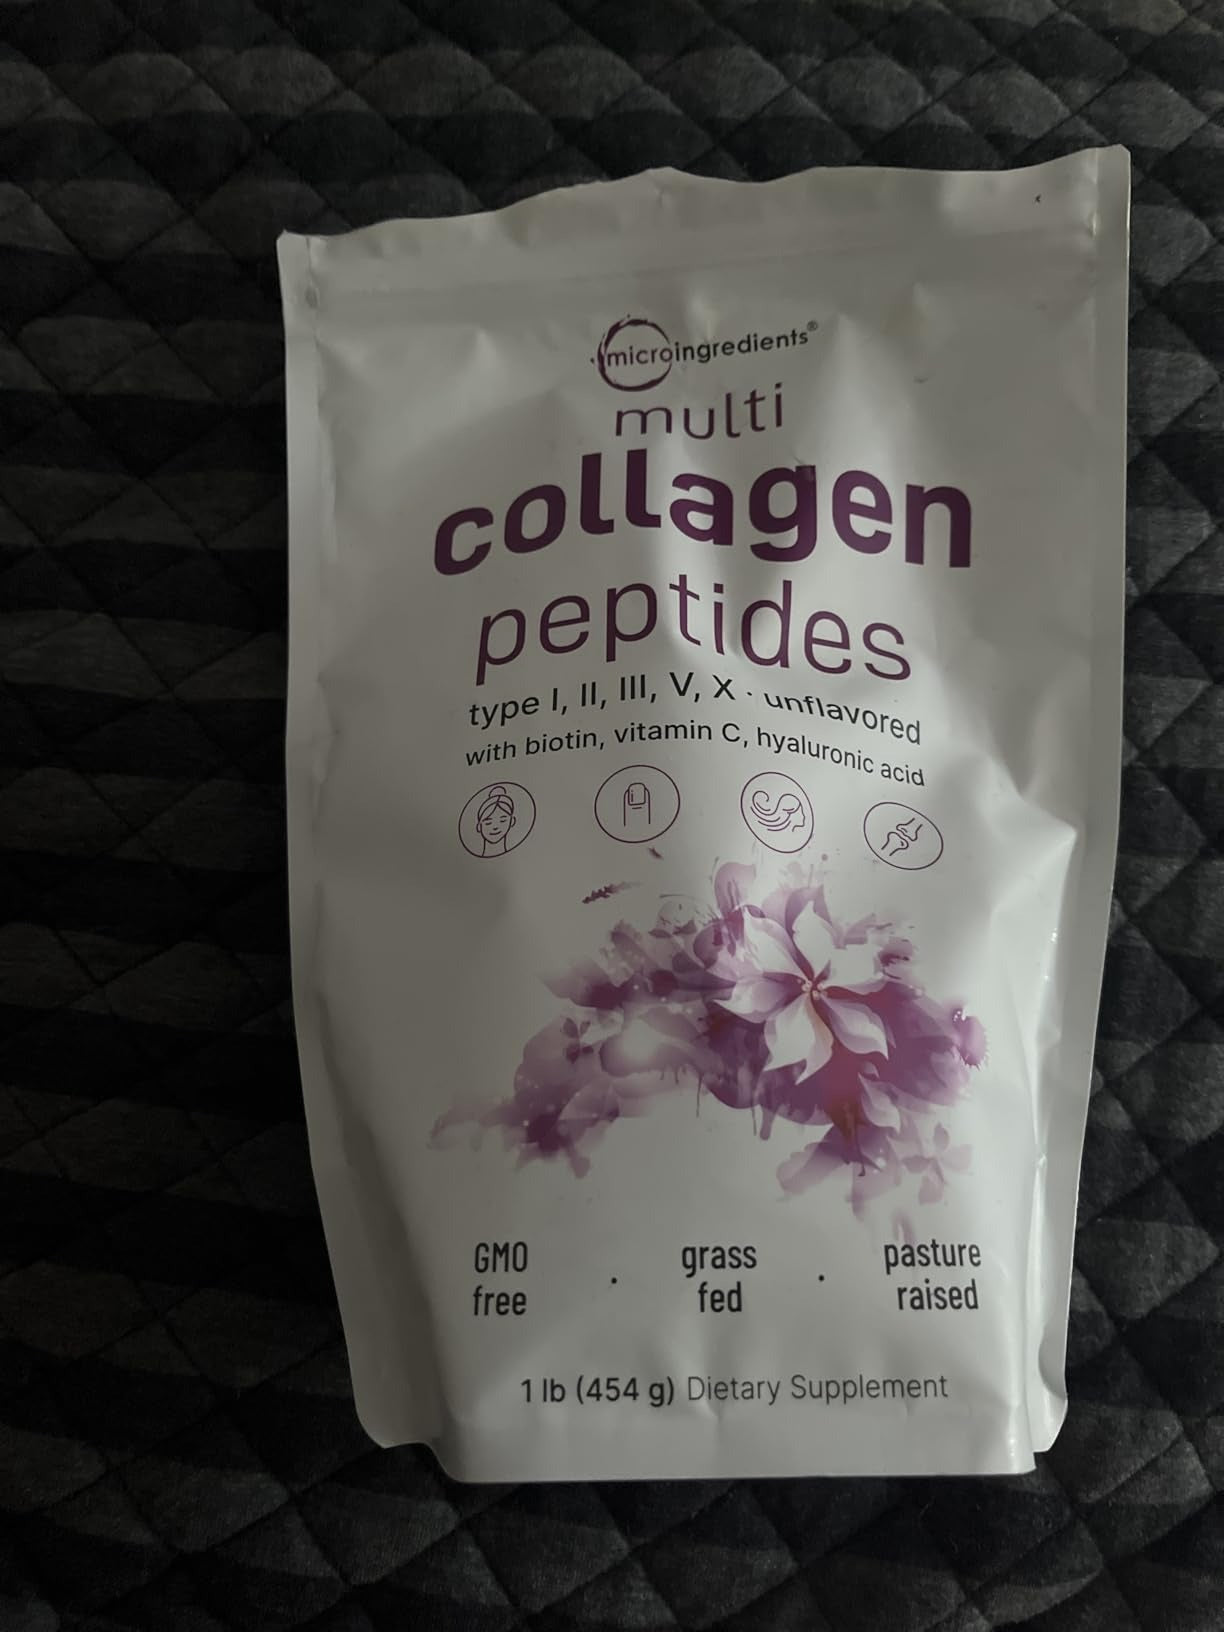 microingredients®
multi
collagen
peptides
type I, II, III, V, X · unflavored
with biotin, vitamin C, hyaluronic acid
GMO free · grass fed · pasture raised
1 lb (454 g) Dietary Supplement